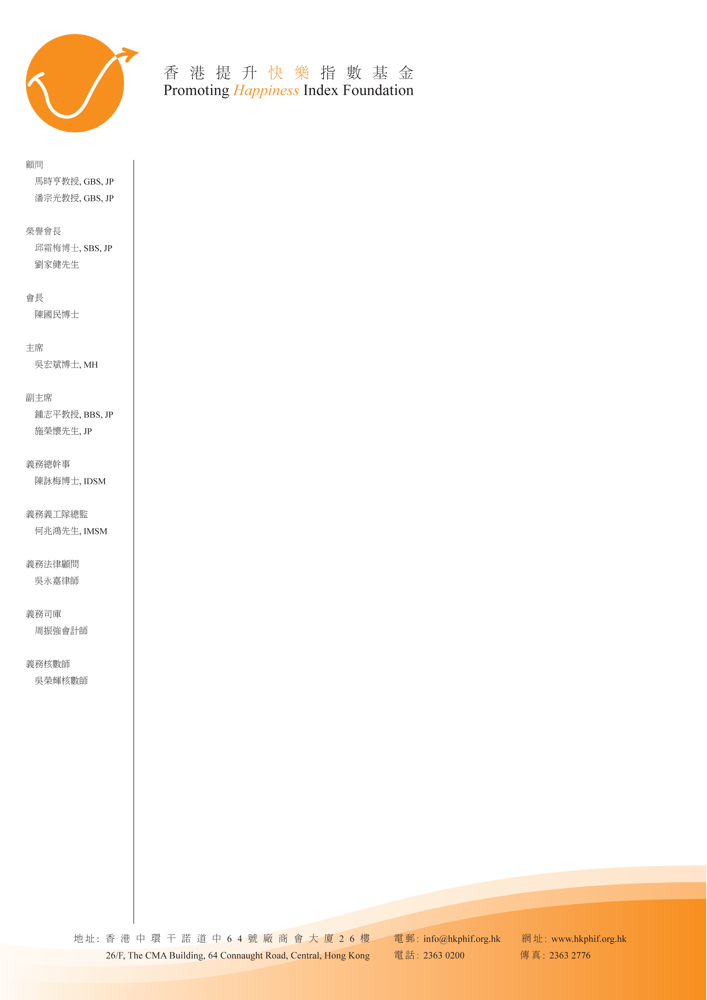 香港提升快樂指數基金
Promoting Happiness Index Foundation
顧問
馬時亨教授, GBS, JP
潘宗光教授, GBS, JP
榮譽會長
邱霜梅博士, SBS, JP
劉家健先生
會長
陳國民博士
主席
吳宏斌博士, MH
副主席
鍾志平教授, BBS, JP
施榮懷先生, JP
義務總幹事
陳詠梅博士, IDSM
義務義工隊總監
何兆鴻先生, IMSM
義務法律顧問
吳永嘉律師
義務司庫
周振強會計師
義務核數師
吳榮輝核數師
地址: 香港中環干諾道中64號廠商會大廈26樓 電郵: info@hkphif.org.hk 網址: www.hkphif.org.hk
26/F, The CMA Building, 64 Connaught Road, Central, Hong Kong 電話: 2363 0200 傳真: 2363 2776